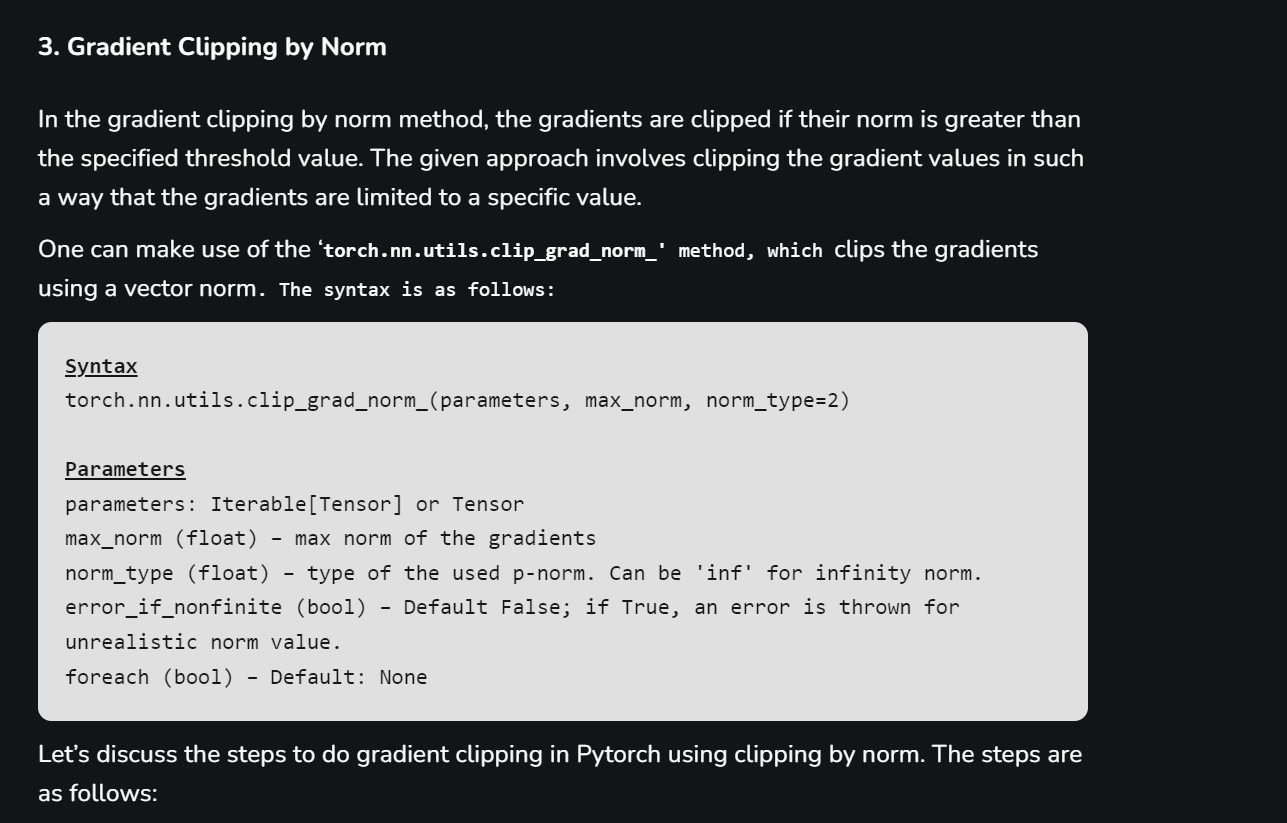 3. Gradient Clipping by Norm
In the gradient clipping by norm method, the gradients are clipped if their norm is greater than
the specified threshold value. The given approach involves clipping the gradient values in such
a way that the gradients are limited to a specific value.
One can make use of the ‘torch.nn.utils.clip_grad_norm_' method, which clips the gradients
using a vector norm. The syntax is as follows:
Syntax
torch.nn.utils.clip_grad_norm_(parameters, max_norm, norm_type=2)
Parameters
parameters: Iterable[Tensor] or Tensor
max_norm (float) – max norm of the gradients
norm_type (float) – type of the used p-norm. Can be 'inf' for infinity norm.
error_if_nonfinite (bool) – Default False; if True, an error is thrown for
unrealistic norm value.
foreach (bool) – Default: None
Let’s discuss the steps to do gradient clipping in Pytorch using clipping by norm. The steps are
as follows: